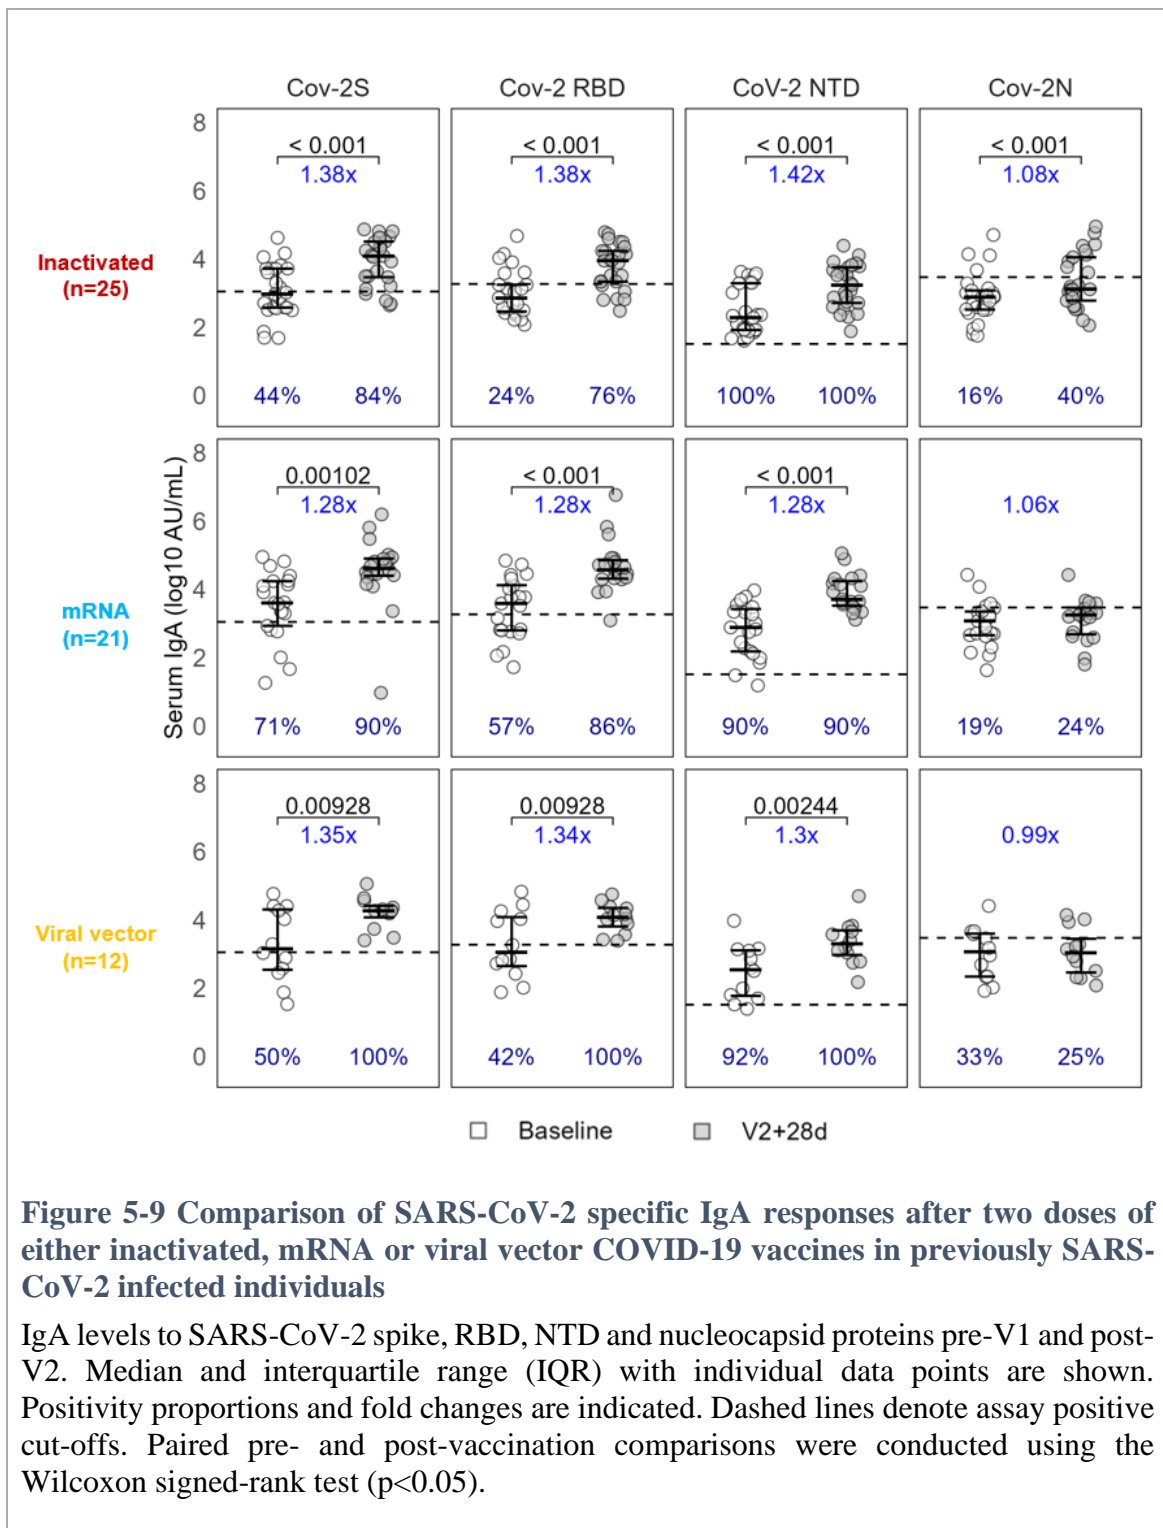 Cov-2S Cov-2 RBD CoV-2 NTD Cov-2N
8
< 0.001 < 0.001 < 0.001 < 0.001
1.38x 1.38x 1.42x 1.08x
6
4
Inactivated
(n=25)
2
0
44% 84% 24% 76% 100% 100% 16% 40%
Serum IgA (log10 AU/mL)
8
0.00102 < 0.001 < 0.001
1.28x 1.28x 1.28x 1.06x
6
4
mRNA
(n=21)
2
0
71% 90% 57% 86% 90% 90% 19% 24%
8
0.00928 0.00928 0.00244
1.35x 1.34x 1.3x 0.99x
6
4
Viral vector
(n=12)
2
0
50% 100% 42% 100% 92% 100% 33% 25%
Baseline V2+28d
Figure 5-9 Comparison of SARS-CoV-2 specific IgA responses after two doses of
either inactivated, mRNA or viral vector COVID-19 vaccines in previously SARS-
CoV-2 infected individuals
IgA levels to SARS-CoV-2 spike, RBD, NTD and nucleocapsid proteins pre-V1 and post-
V2. Median and interquartile range (IQR) with individual data points are shown.
Positivity proportions and fold changes are indicated. Dashed lines denote assay positive
cut-offs. Paired pre- and post-vaccination comparisons were conducted using the
Wilcoxon signed-rank test (p<0.05).